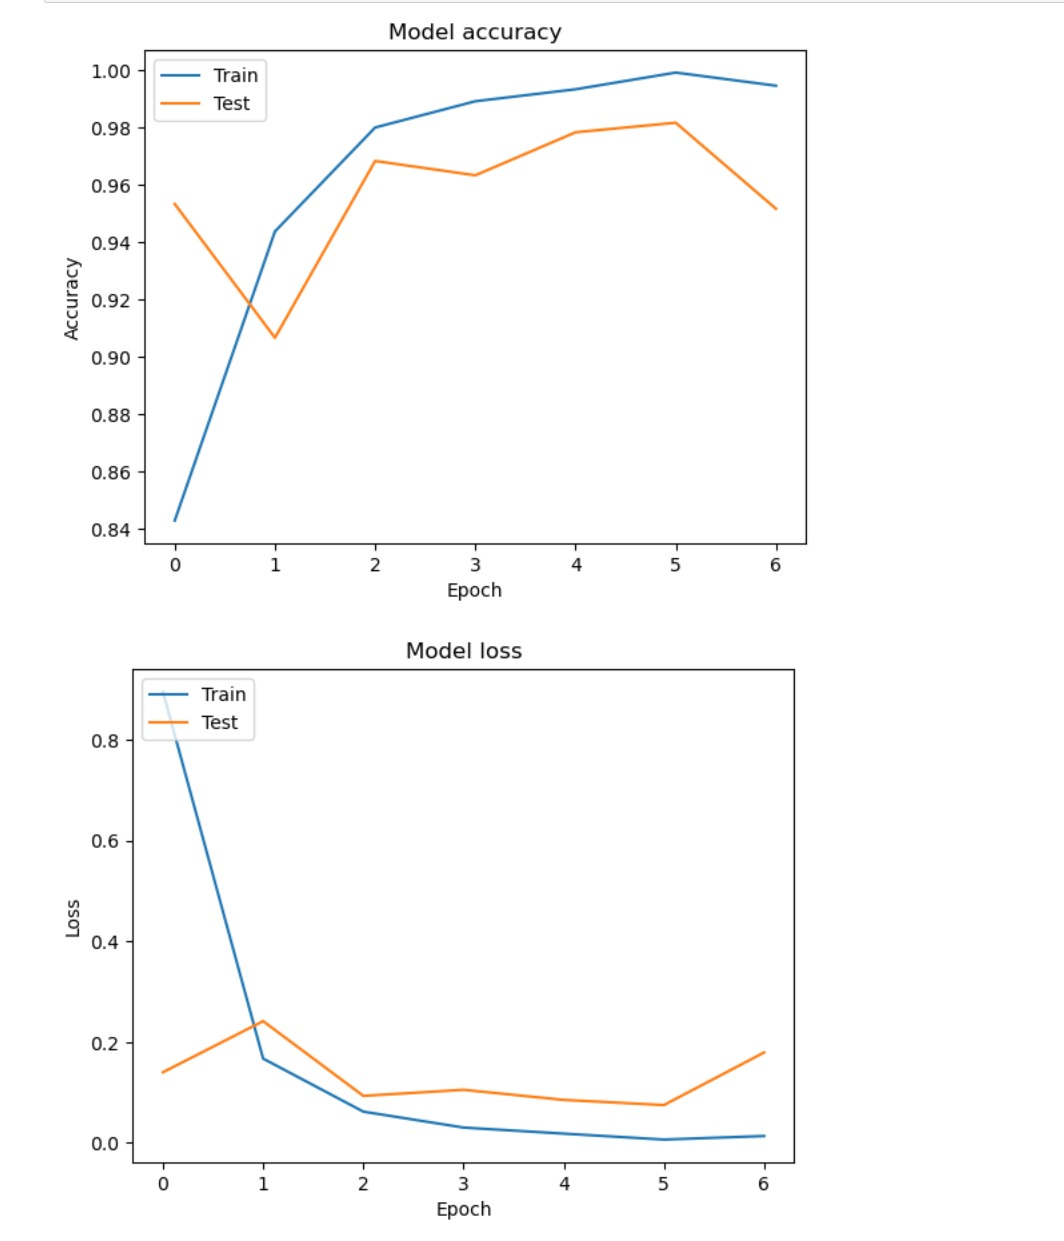 Model accuracy
Train
Test
1.00
0.98
0.96
0.94
0.92
0.90
0.88
0.86
0.84
Accuracy
0 1 2 3 4 5 6
Epoch
Model loss
Train
Test
0.8
0.6
0.4
0.2
0.0
Loss
0 1 2 3 4 5 6
Epoch